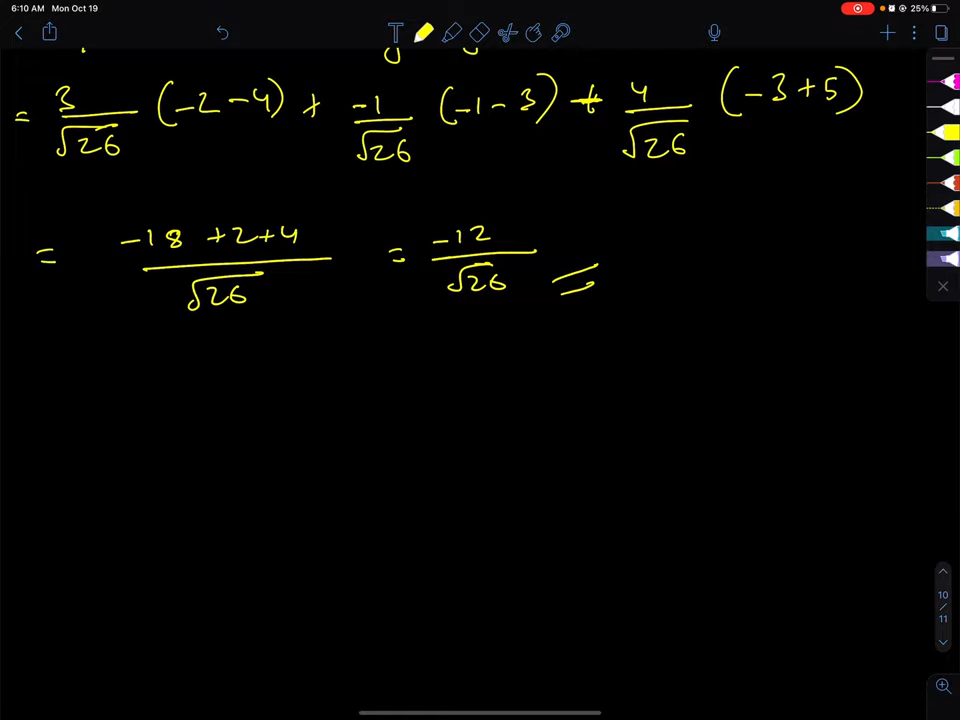 6:10 AM Mon Oct 19 25%
T
= 3/√26 (-2-4) + -1/√26 (-1-3) + 4/√26 (-3+5)
= -18+2+4/√26 = -12/√26
10
/
11